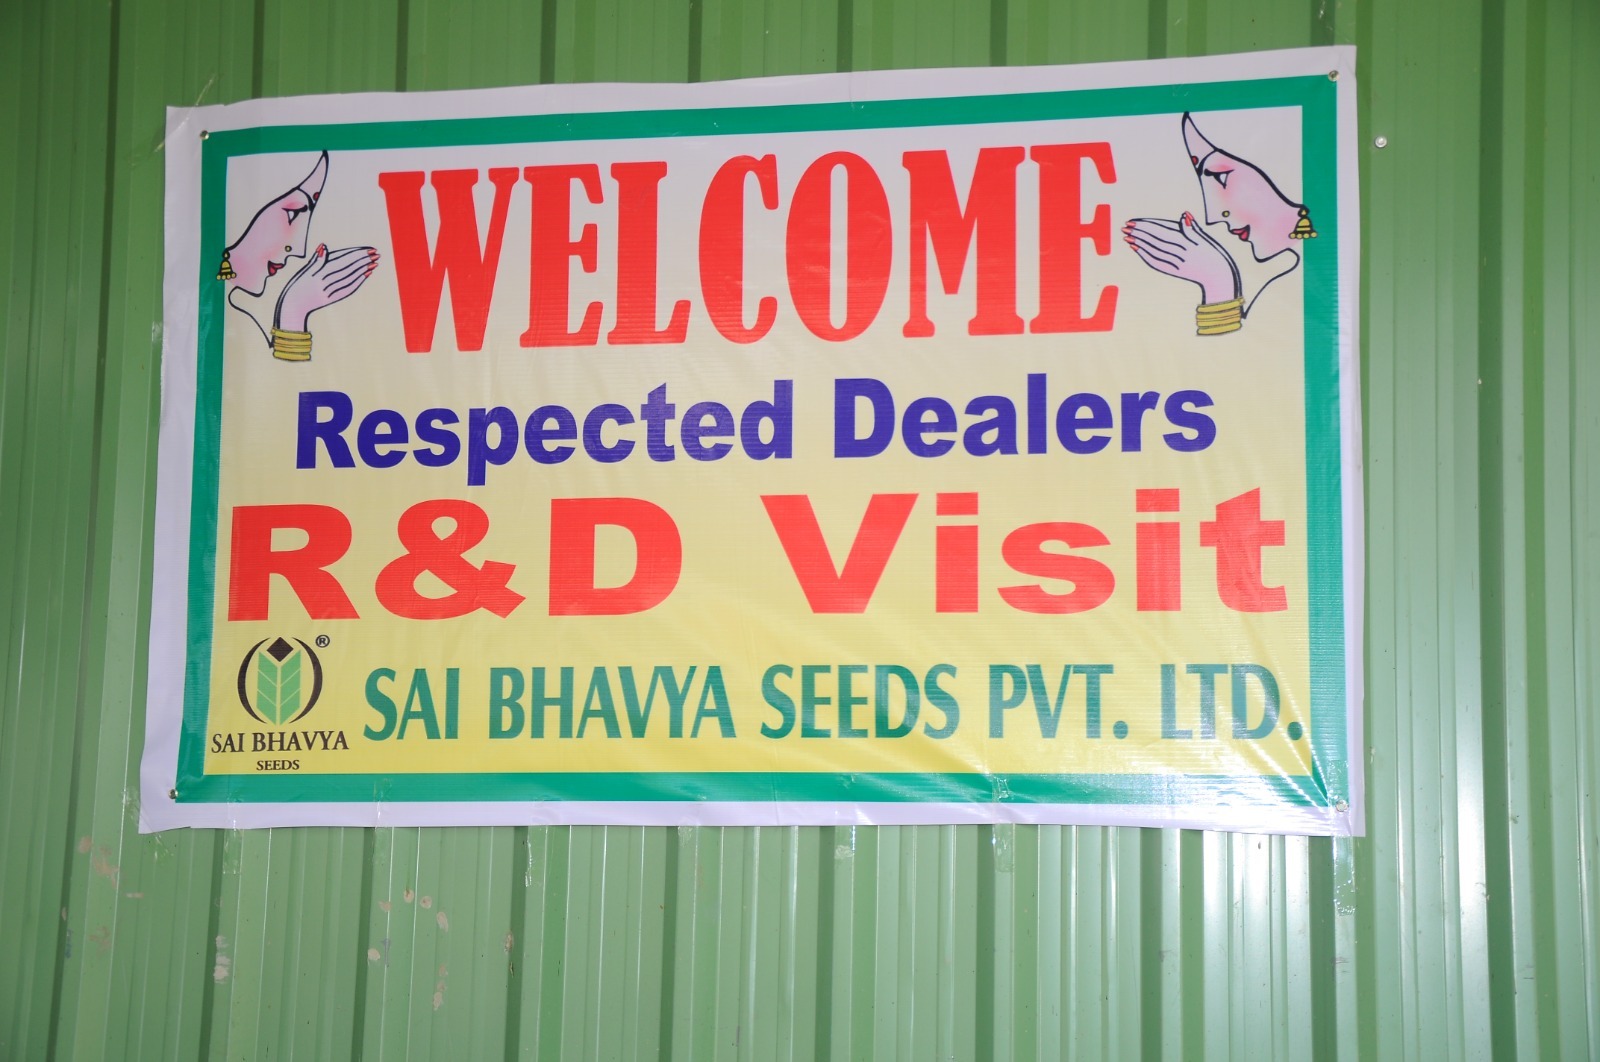 WELCOME
Respected Dealers
R&D Visit
®
SAI BHAVYA
SEEDS
SAI BHAVYA SEEDS PVT. LTD.